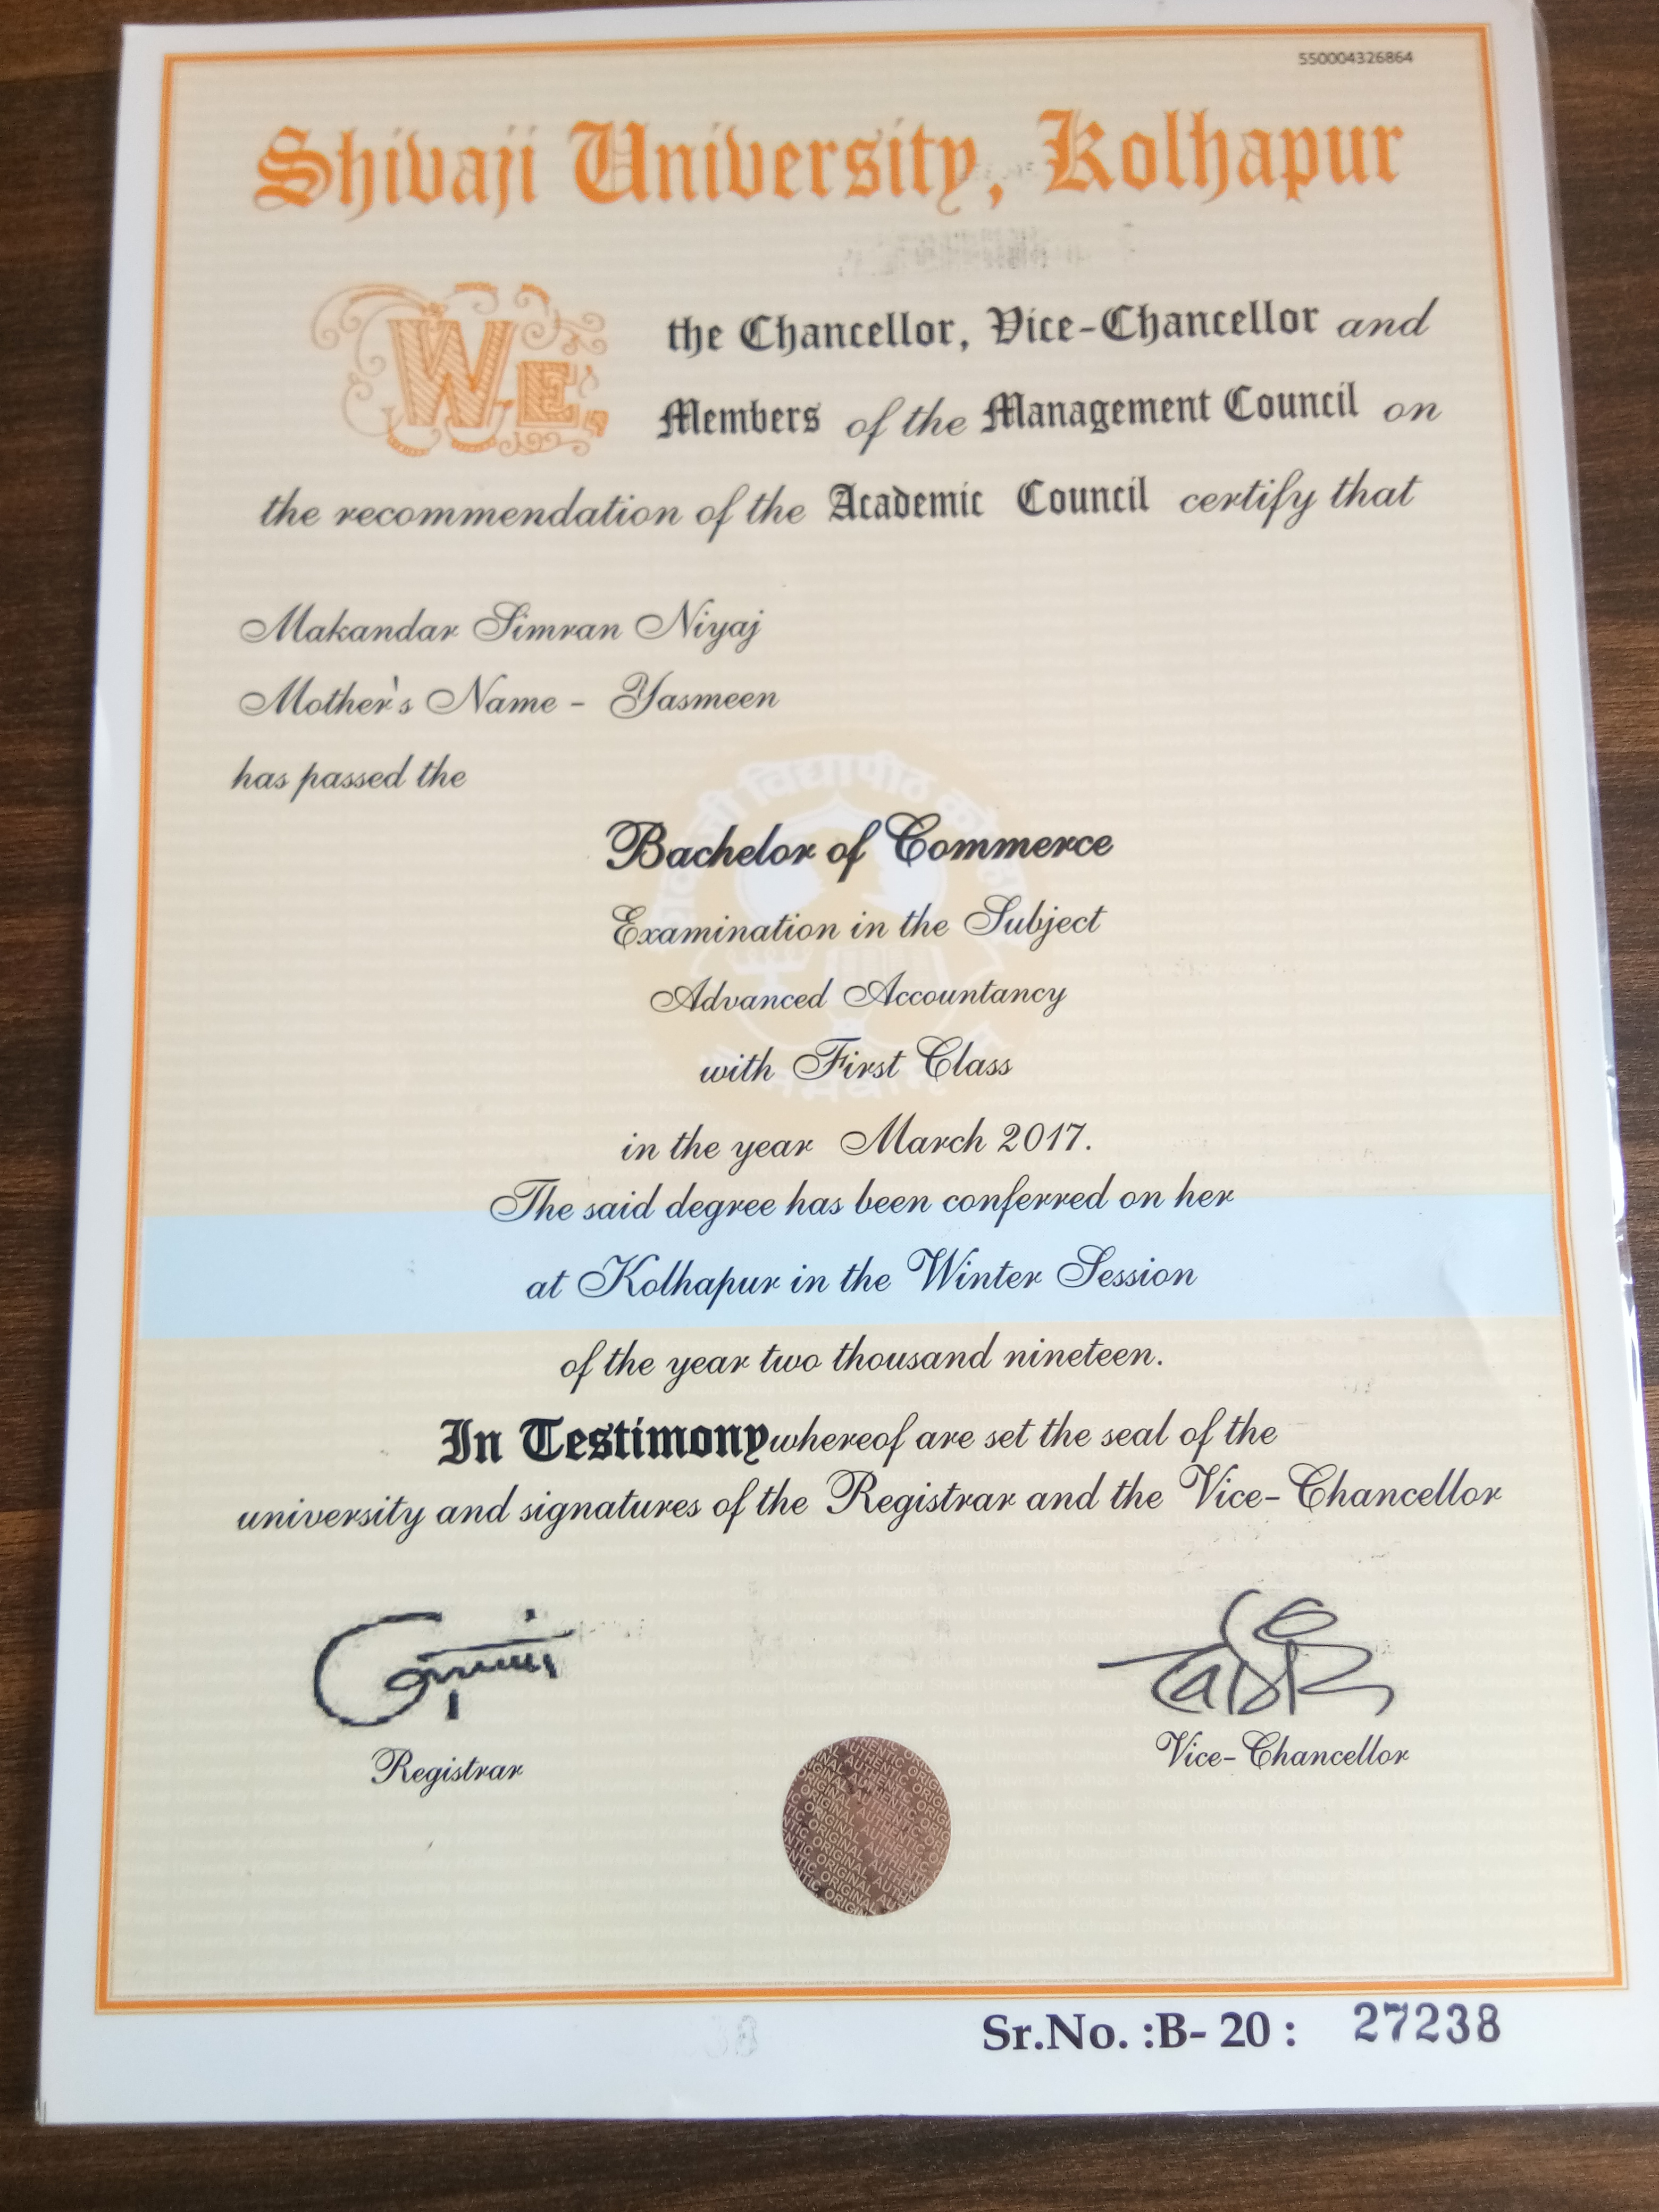 S50004326864
Shivaji University, Kolhapur
WE, the Chancellor, Vice-Chancellor and
Members of the Management Council on
the recommendation of the Academic Council certify that
Makandar Simran Niyaj
Mother's Name - Yasmeen
has passed the
Bachelor of Commerce
Examination in the Subject
Advanced Accountancy
with First Class
in the year March 2017.
The said degree has been conferred on her
at Kolhapur in the Winter Session
of the year two thousand nineteen.
In Testimony whereof are set the seal of the
university and signatures of the Registrar and the Vice-Chancellor
Registrar
Vice-Chancellor
AUTHENTIC ORIGINAL
Sr.No. :B- 20 : 27238